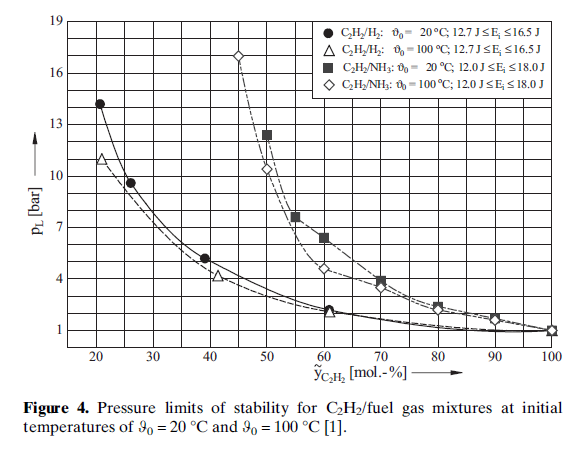 19
16
13
10
7
4
1
p_L [bar]
C₂H₂/H₂: ϑ₀ = 20 °C; 12.7 J ≤ Eᵢ ≤ 16.5 J
C₂H₂/H₂: ϑ₀ = 100 °C; 12.7 J ≤ Eᵢ ≤ 16.5 J
C₂H₂/NH₃: ϑ₀ = 20 °C; 12.0 J ≤ Eᵢ ≤ 18.0 J
C₂H₂/NH₃: ϑ₀ = 100 °C; 12.0 J ≤ Eᵢ ≤ 18.0 J
20 30 40 50 60 70 80 90 100
ỹ_C₂H₂ [mol.-%]
Figure 4. Pressure limits of stability for C₂H₂/fuel gas mixtures at initial
temperatures of ϑ₀ = 20 °C and ϑ₀ = 100 °C [1].